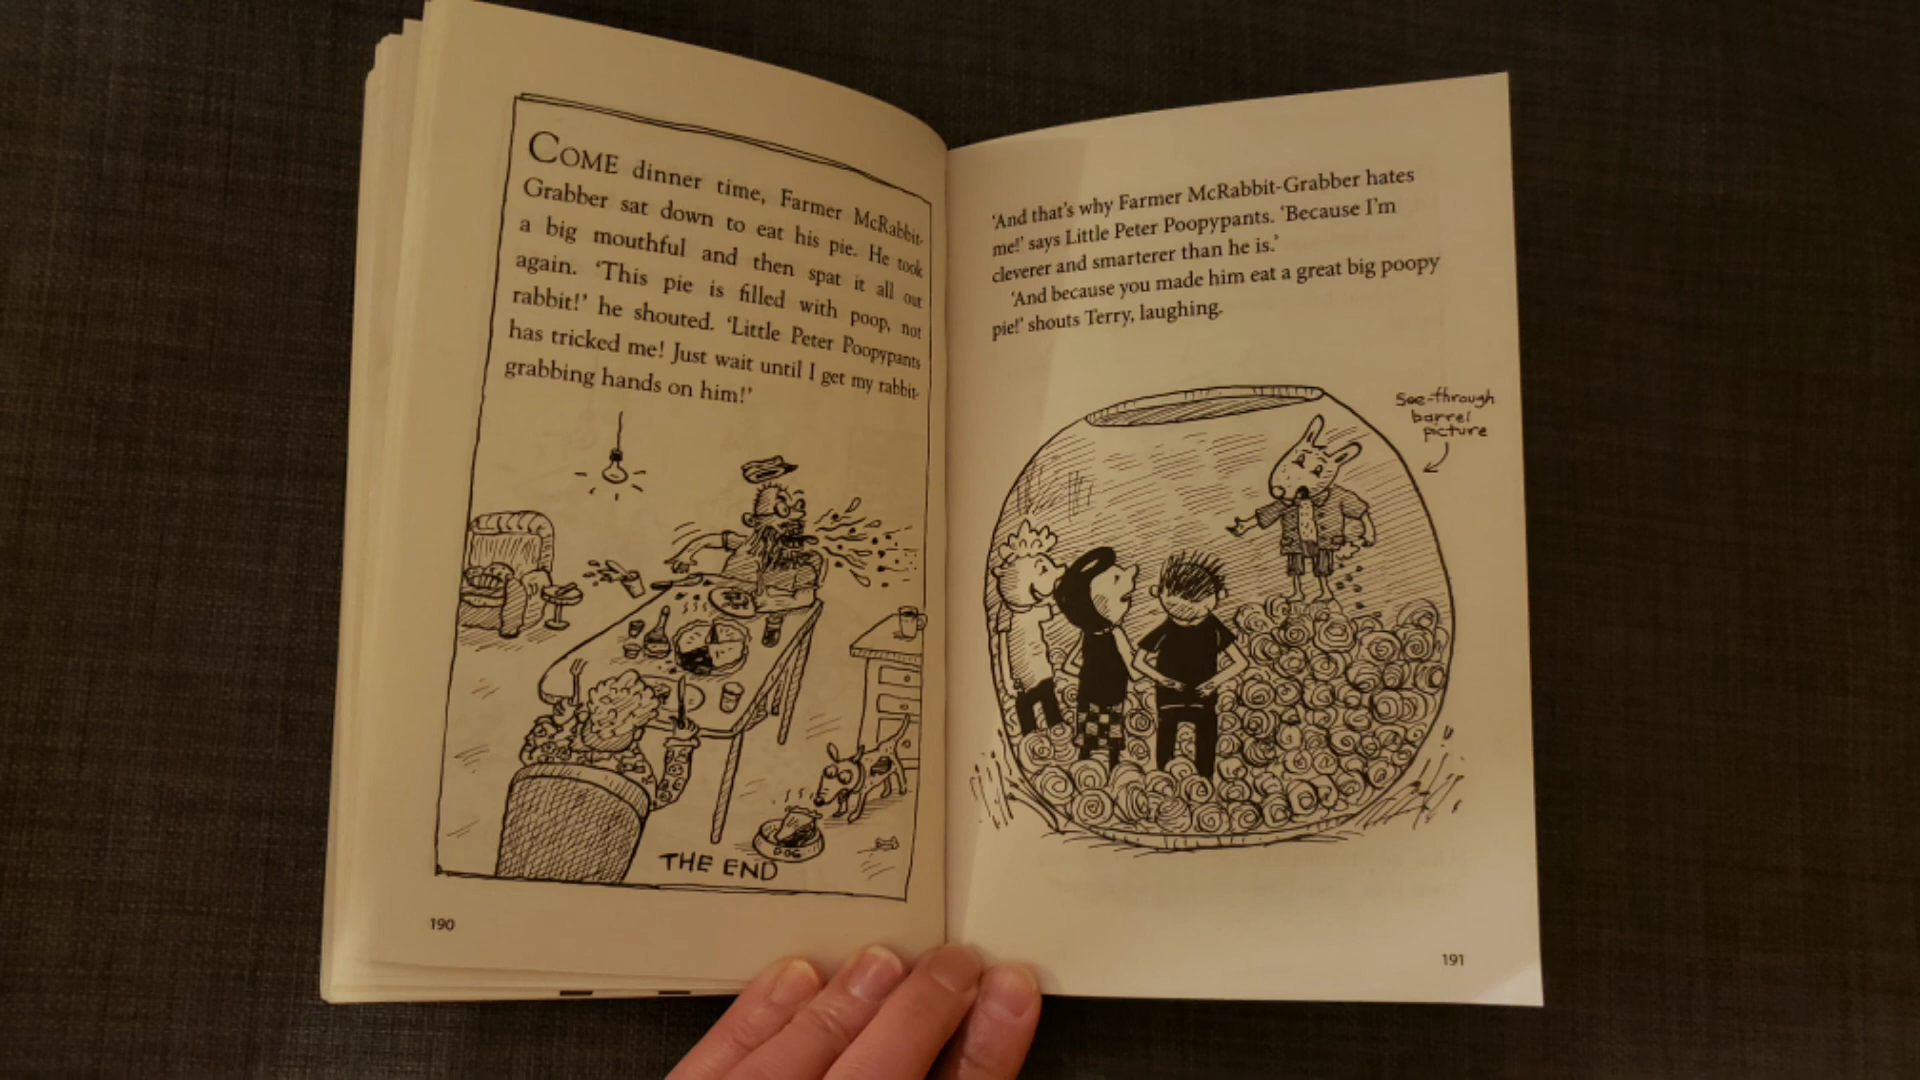 COME dinner time, Farmer McRabbit-
Grabber sat down to eat his pie. He took
a big mouthful and then spat it all out
again. ‘This pie is filled with poop, not
rabbit!’ he shouted. ‘Little Peter Poopypants
has tricked me! Just wait until I get my rabbit-
grabbing hands on him!’
DOG
THE END
190
‘And that’s why Farmer McRabbit-Grabber hates
me!’ says Little Peter Poopypants. ‘Because I’m
cleverer and smarterer than he is.’
‘And because you made him eat a great big poopy
pie!’ shouts Terry, laughing.
See-through
barrel
picture
191